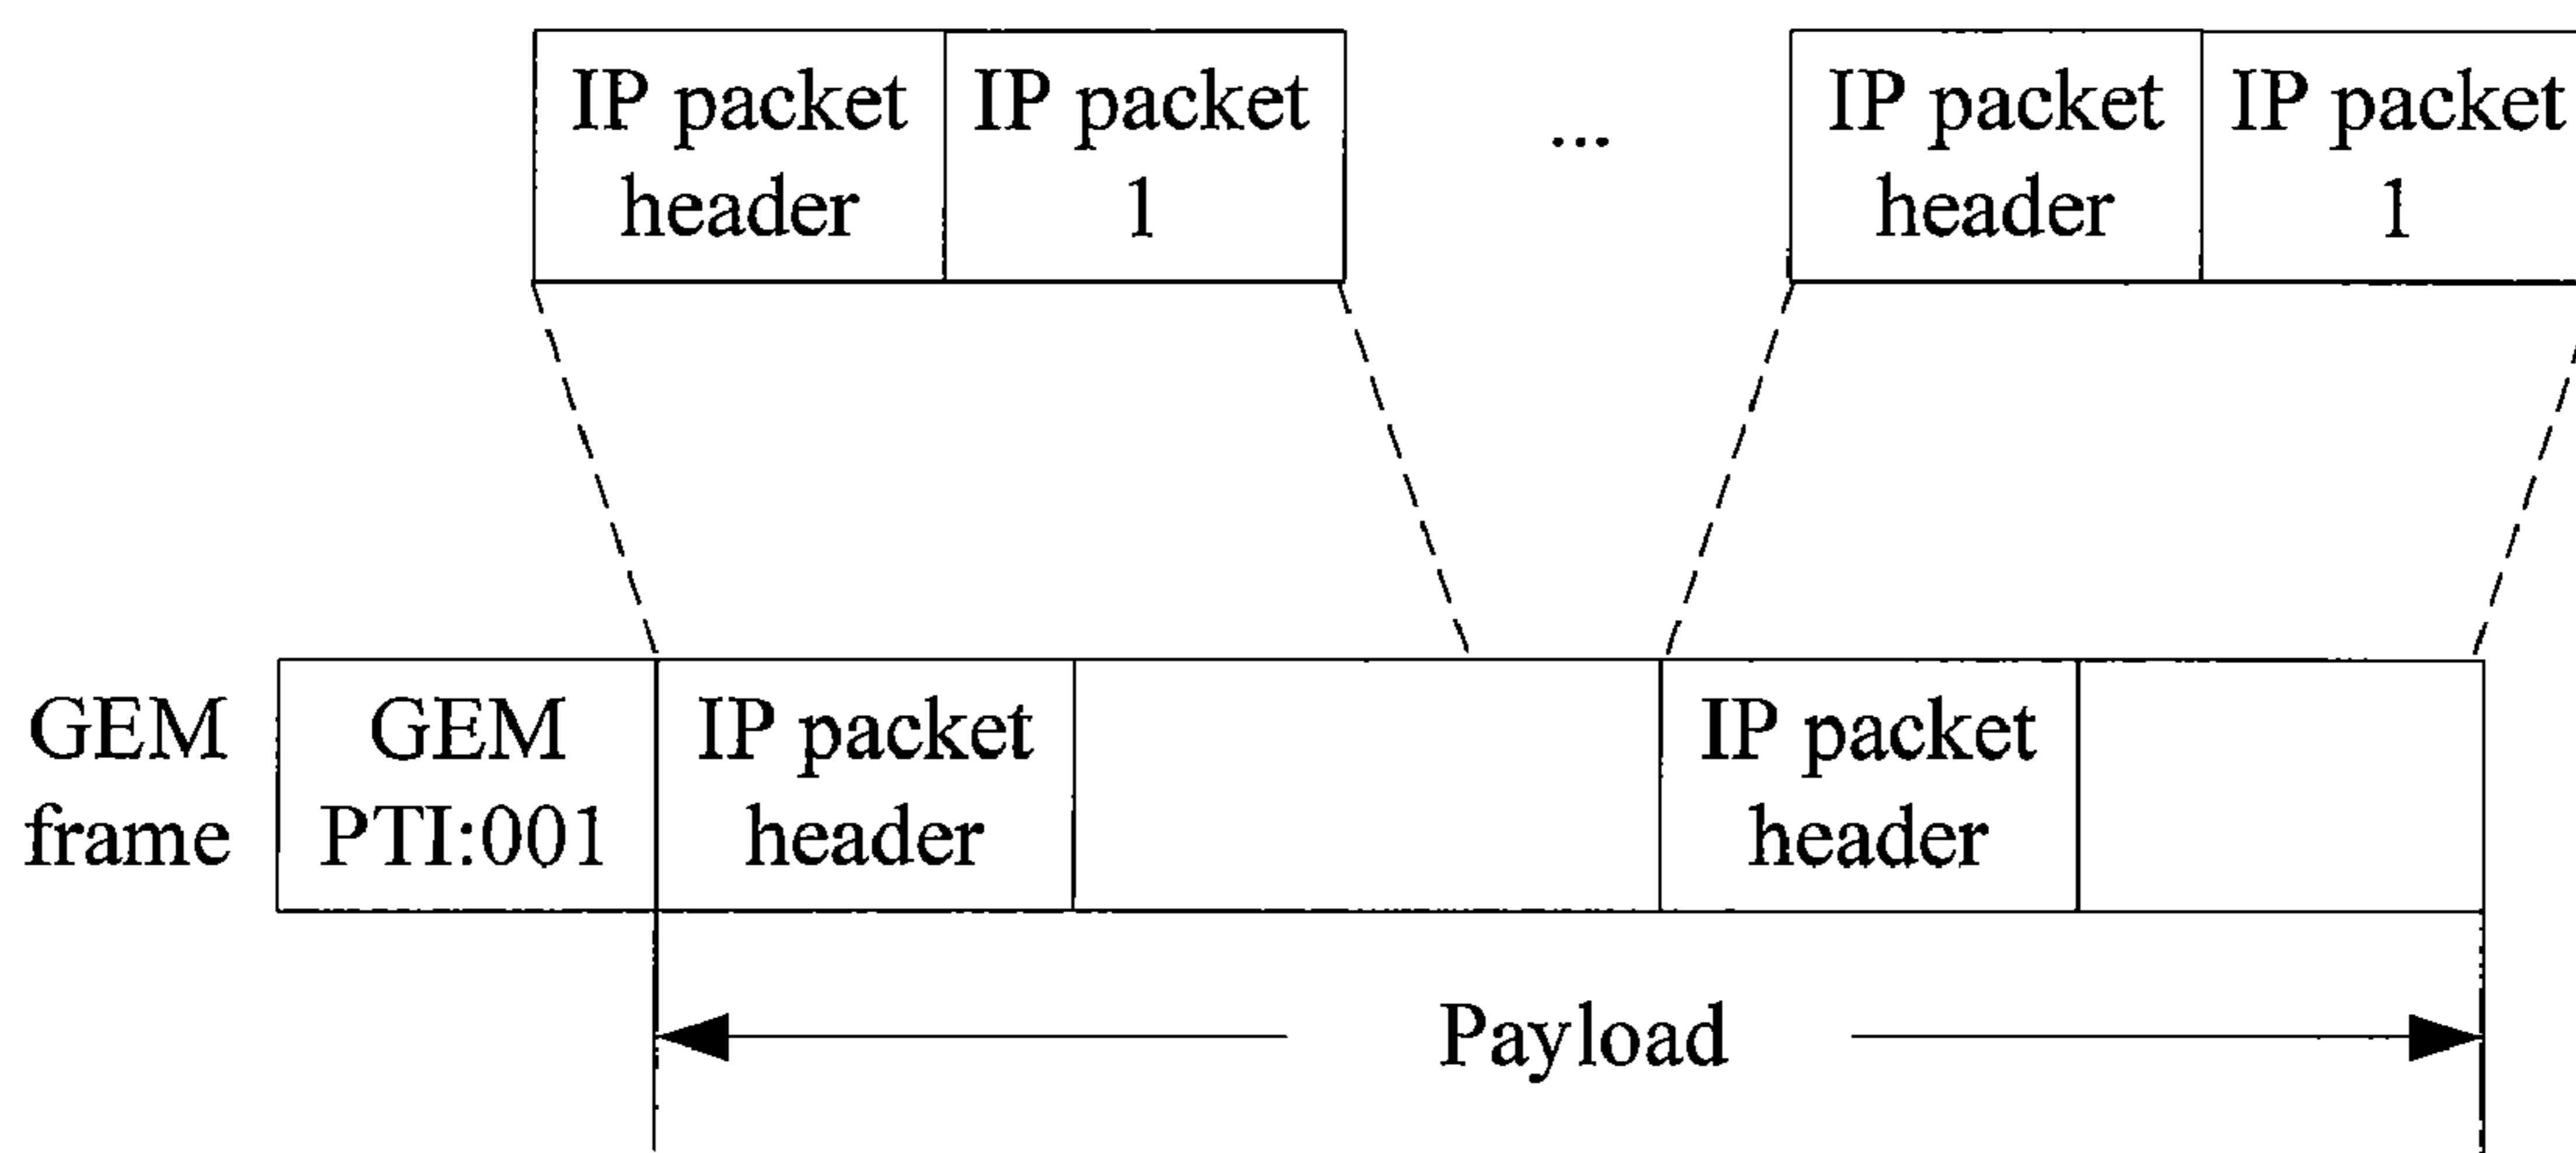 IP packet
header
IP packet
1
...
IP packet
header
IP packet
1
GEM
frame
GEM
PTI:001
IP packet
header
IP packet
header
Payload